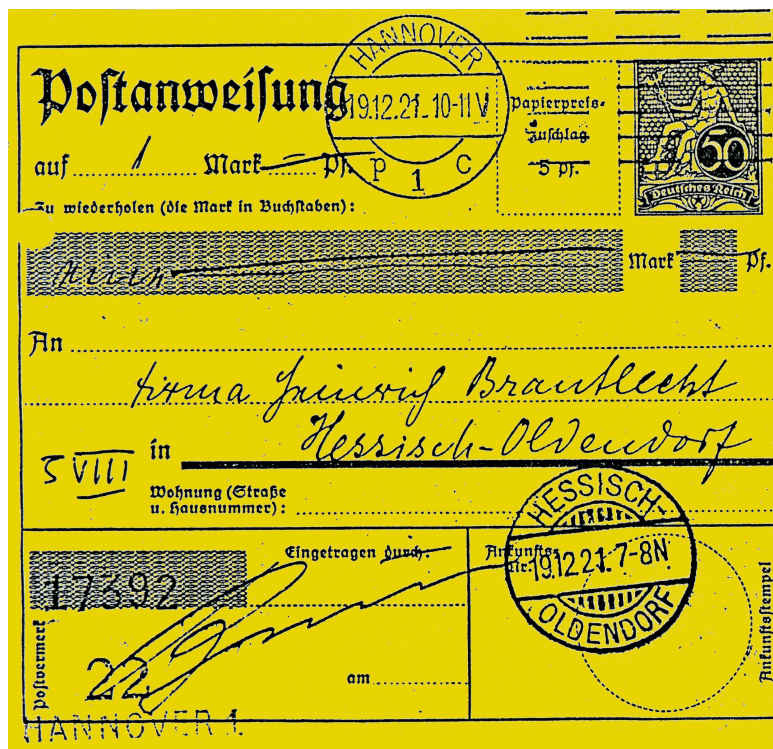 HANNOVER
19.12.21.10-11V
P 1 C
Postanweisung
auf 1 Mark — Pf.
Papierpreis-
Zuschlag
5 Pf.
50
Deutsches Reich
Zu wiederholen (die Mark in Buchstaben):
Mark Pf.
An
Firma Heinrich Brautlecht
in Hessisch-Oldendorf
5 VIII
Wohnung (Straße
u. Hausnummer):
HESSISCH-
19.12.21.7-8N
OLDENDORF
Eingetragen durch:
Ankunfts-
Nr.
17392
Postvermerk
22
am
Ankunftsstempel
HANNOVER 1.